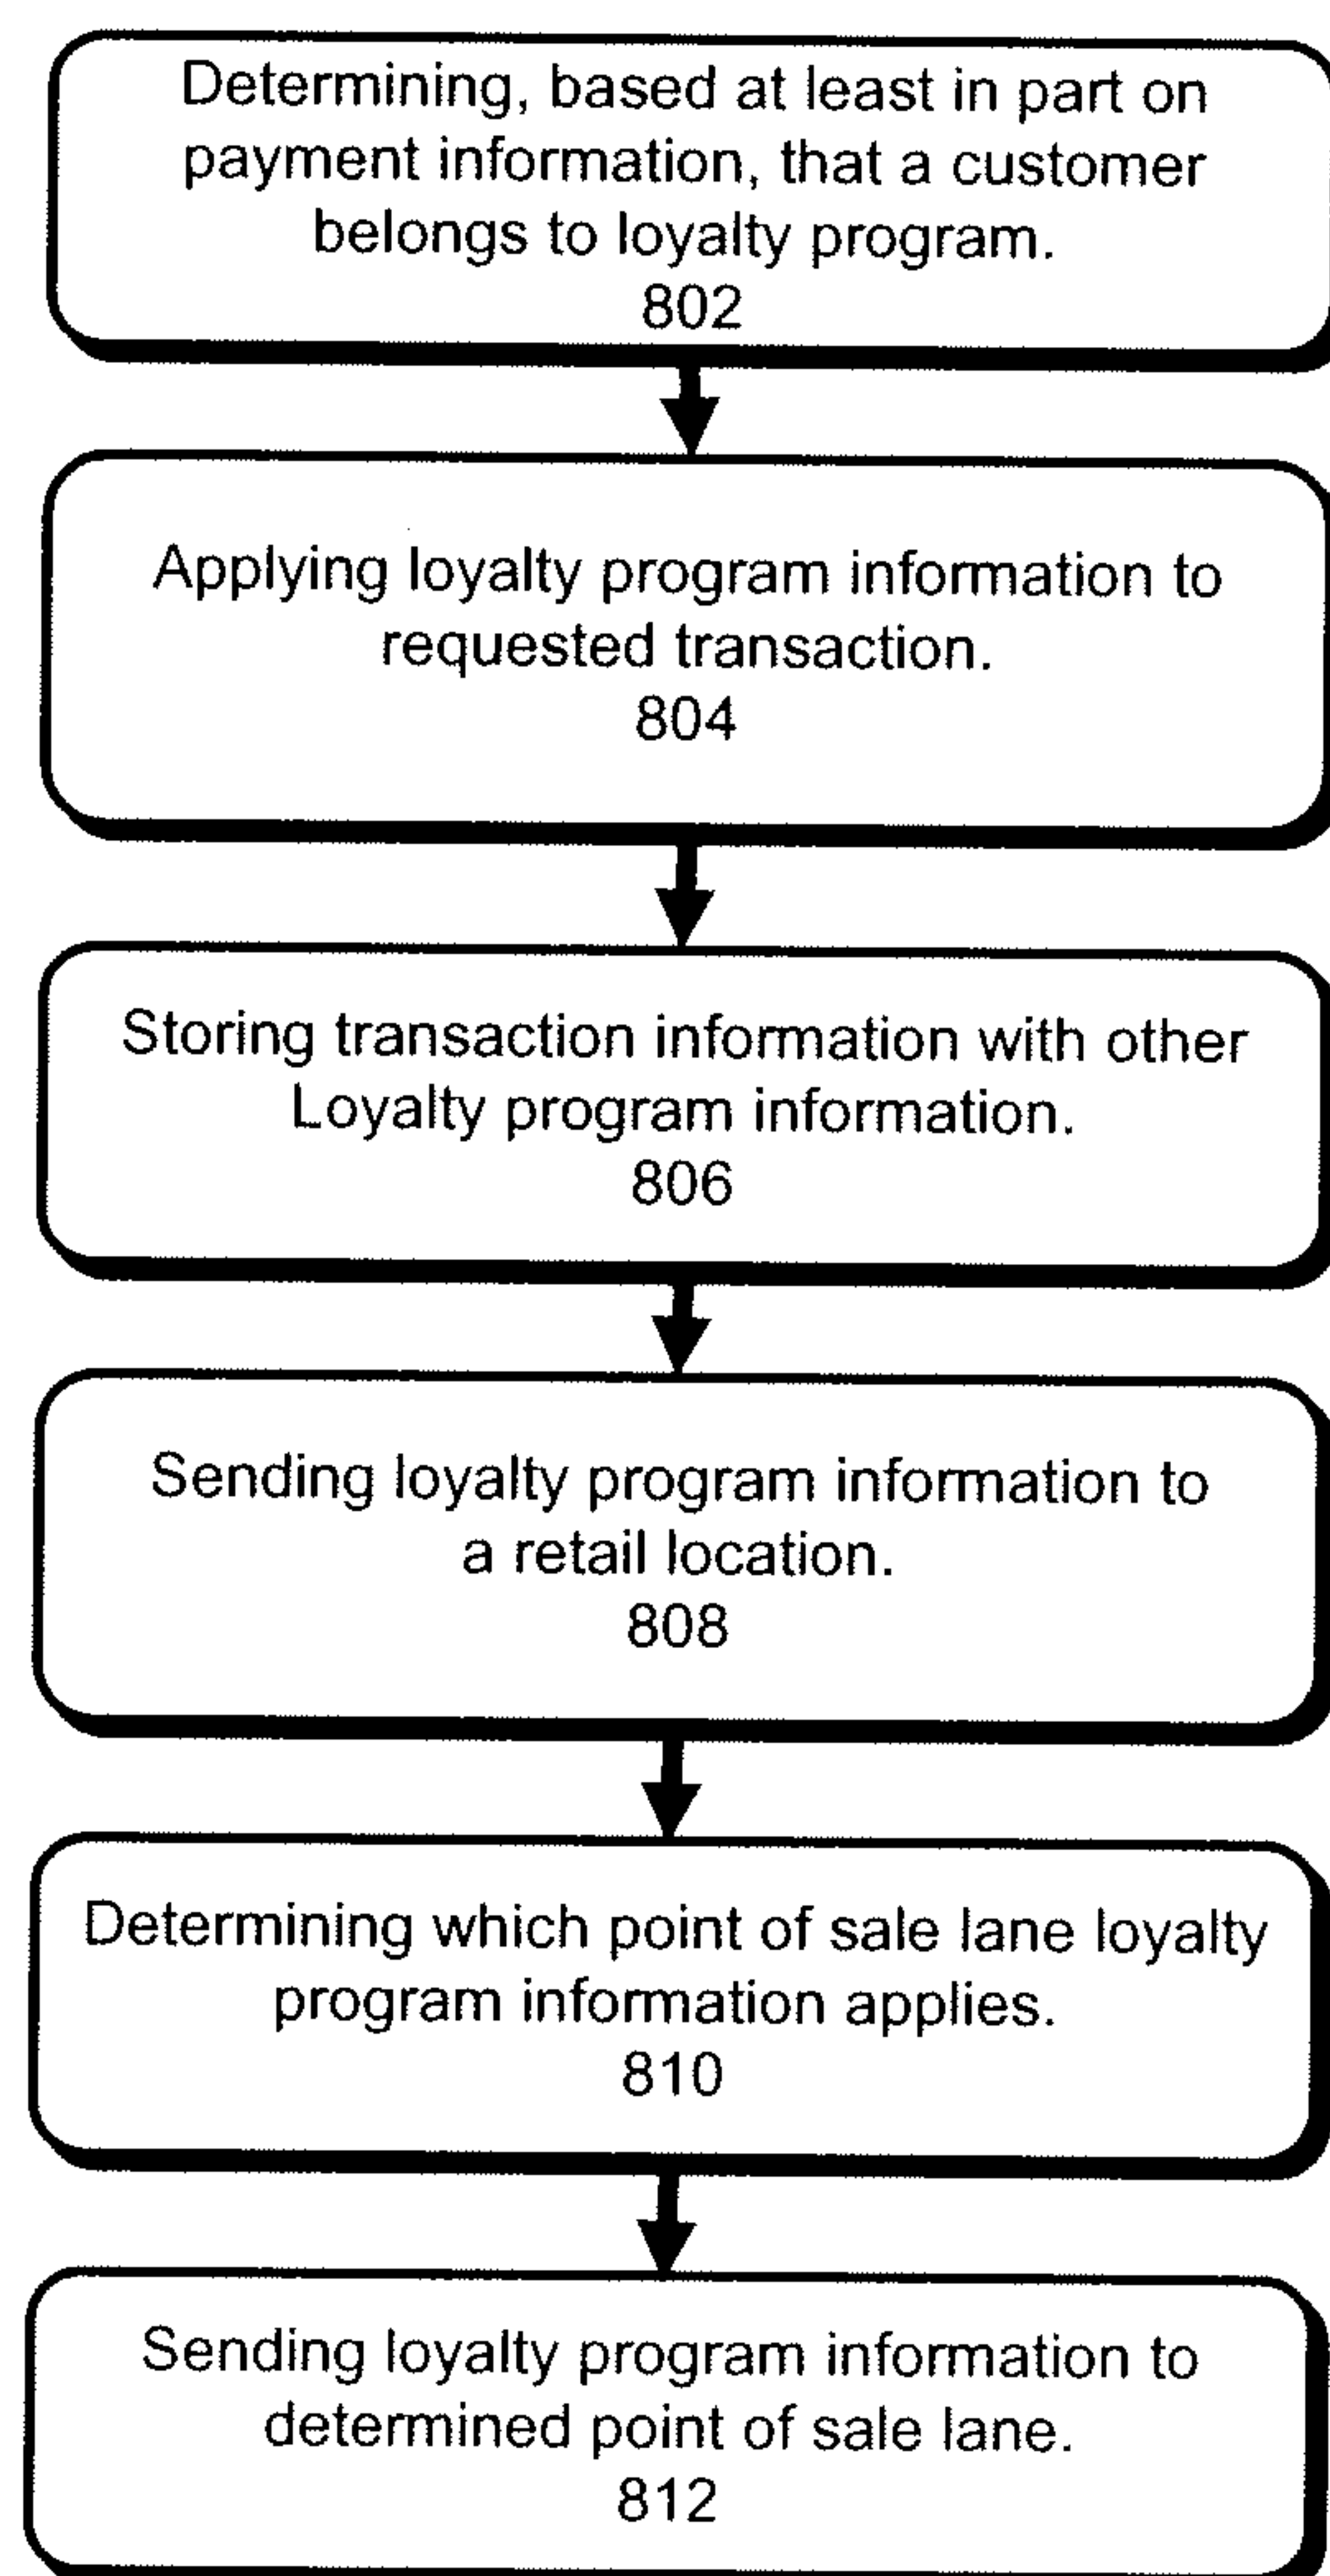 Determining, based at least in part on
payment information, that a customer
belongs to loyalty program.
802
Applying loyalty program information to
requested transaction.
804
Storing transaction information with other
Loyalty program information.
806
Sending loyalty program information to
a retail location.
808
Determining which point of sale lane loyalty
program information applies.
810
Sending loyalty program information to
determined point of sale lane.
812